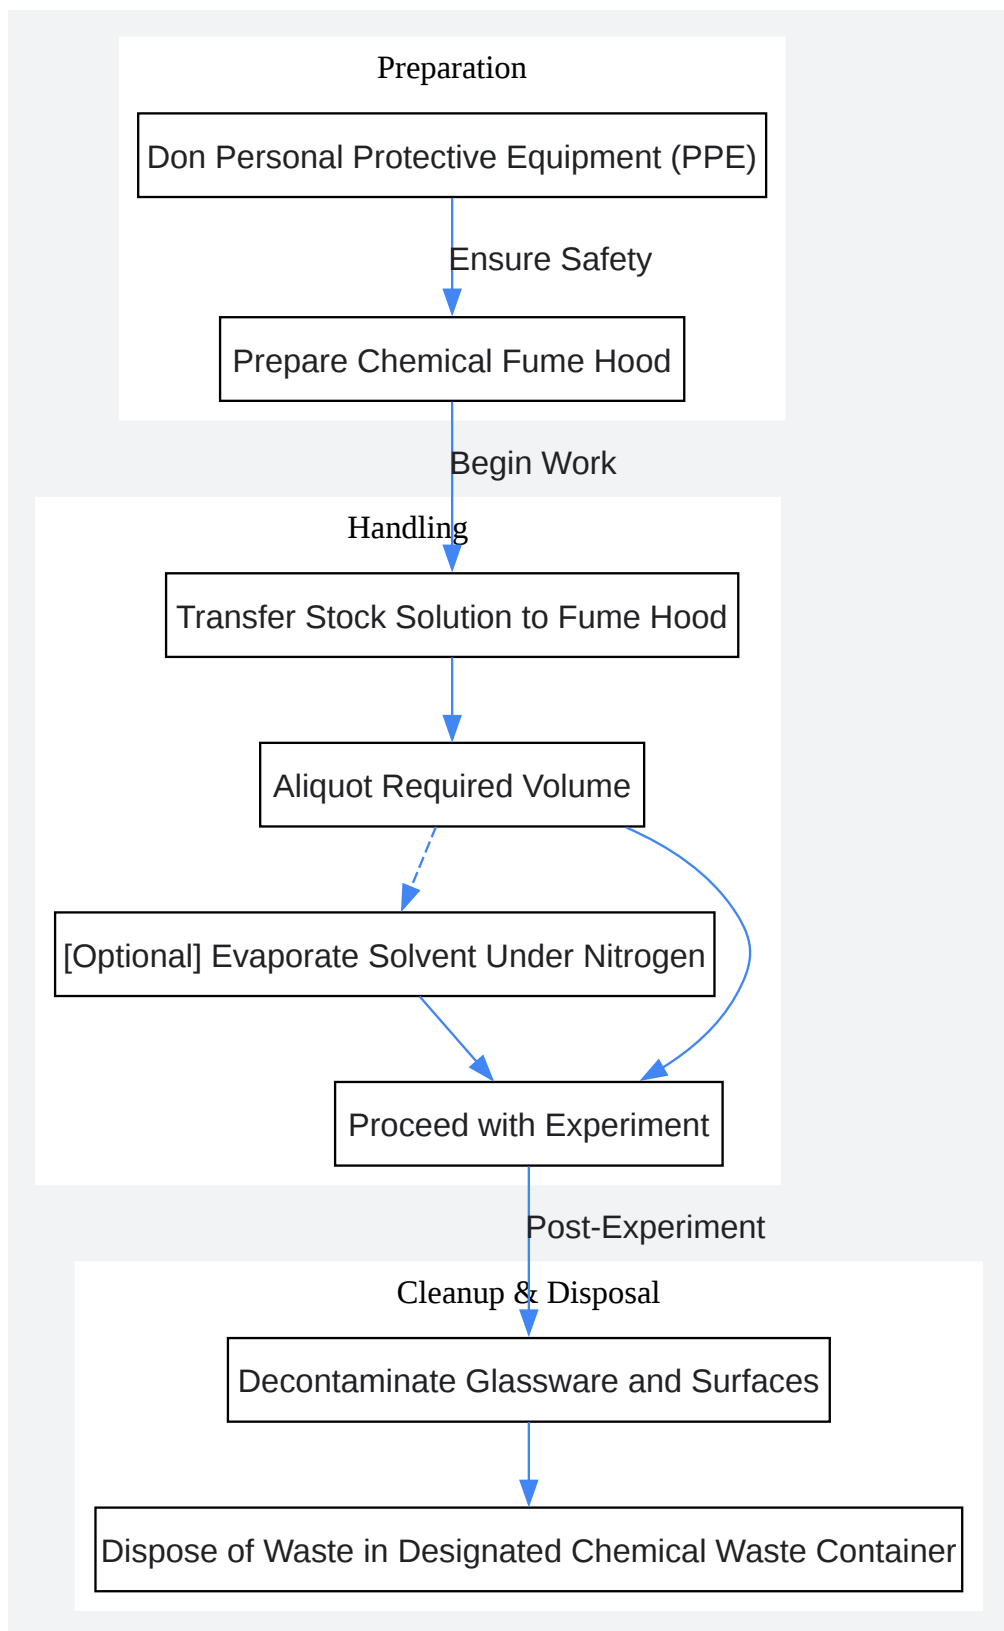 Preparation
Don Personal Protective Equipment (PPE)
Ensure Safety
Prepare Chemical Fume Hood
Begin Work
Handling
Transfer Stock Solution to Fume Hood
Aliquot Required Volume
[Optional] Evaporate Solvent Under Nitrogen
Proceed with Experiment
Post-Experiment
Cleanup & Disposal
Decontaminate Glassware and Surfaces
Dispose of Waste in Designated Chemical Waste Container